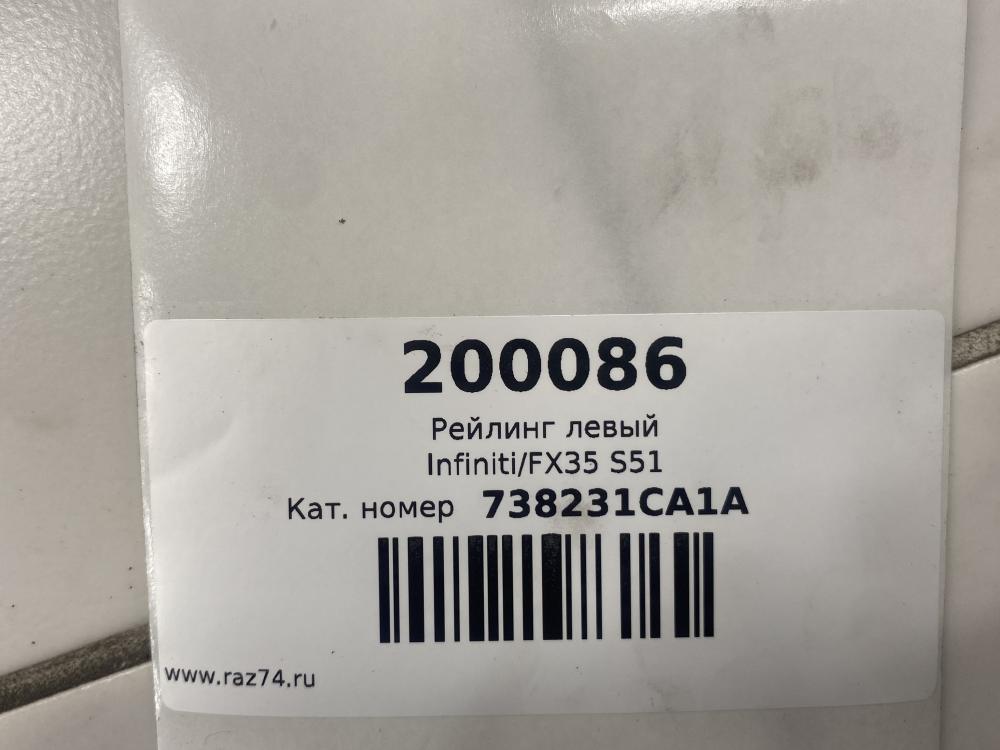 200086
Рейлинг левый
Infiniti/FX35 S51
Кат. номер 738231CA1A
www.raz74.ru